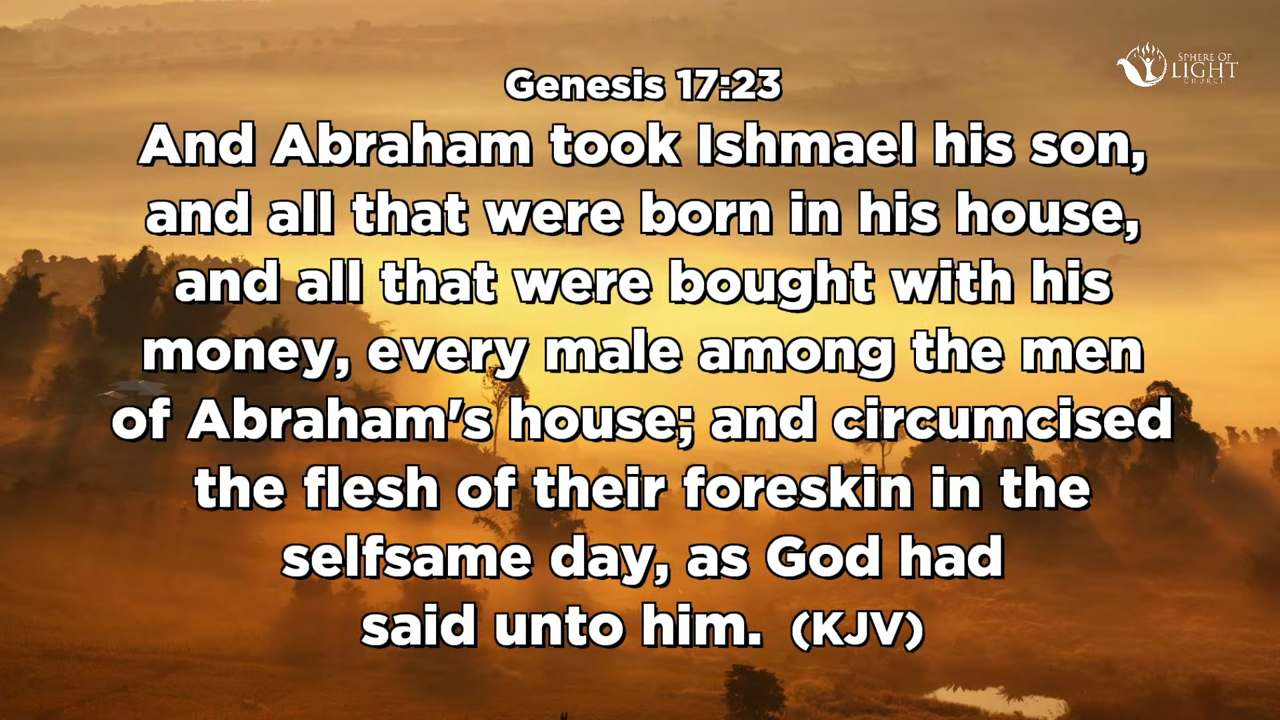 SPHERE OF
LIGHT
CHURCH
Genesis 17:23
And Abraham took Ishmael his son,
and all that were born in his house,
and all that were bought with his
money, every male among the men
of Abraham's house; and circumcised
the flesh of their foreskin in the
selfsame day, as God had
said unto him. (KJV)